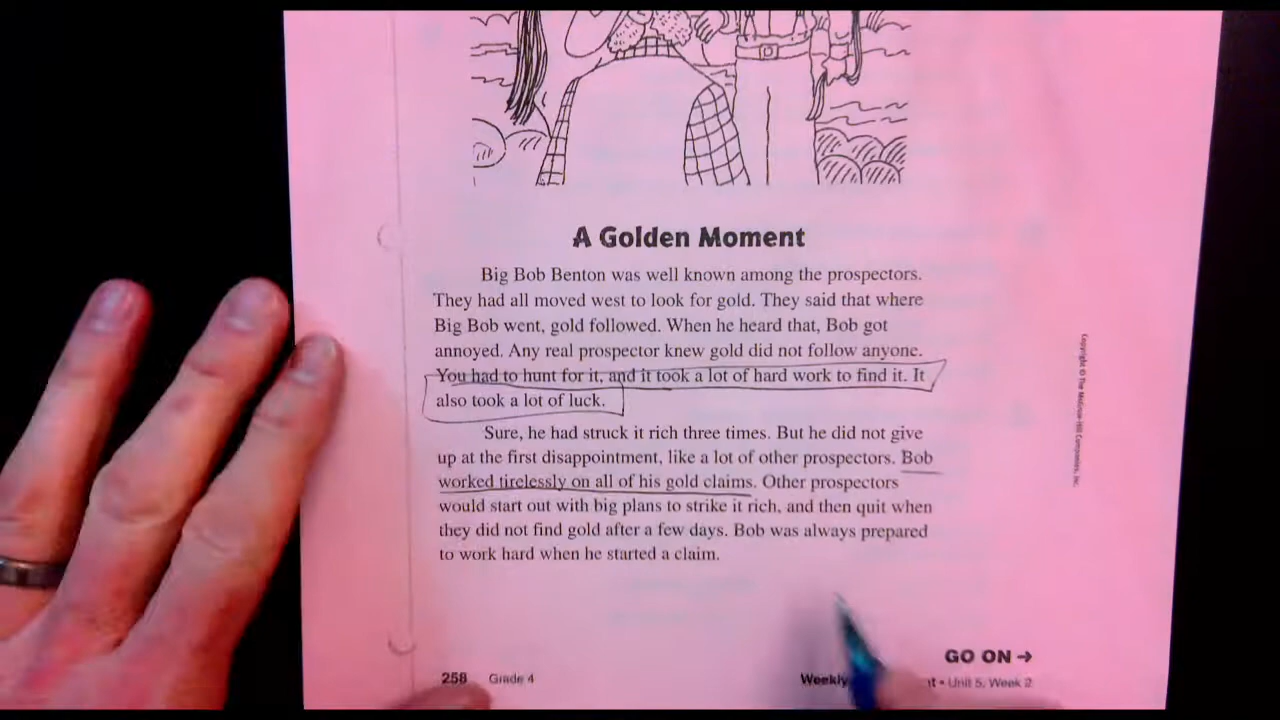 A Golden Moment
Big Bob Benton was well known among the prospectors.
They had all moved west to look for gold. They said that where
Big Bob went, gold followed. When he heard that, Bob got
annoyed. Any real prospector knew gold did not follow anyone.
You had to hunt for it, and it took a lot of hard work to find it. It
also took a lot of luck.
Sure, he had struck it rich three times. But he did not give
up at the first disappointment, like a lot of other prospectors. Bob
worked tirelessly on all of his gold claims. Other prospectors
would start out with big plans to strike it rich, and then quit when
they did not find gold after a few days. Bob was always prepared
to work hard when he started a claim.
Copyright © The McGraw-Hill Companies, Inc.
GO ON →
258 Grade 4
Weekly t • Unit 5, Week 2